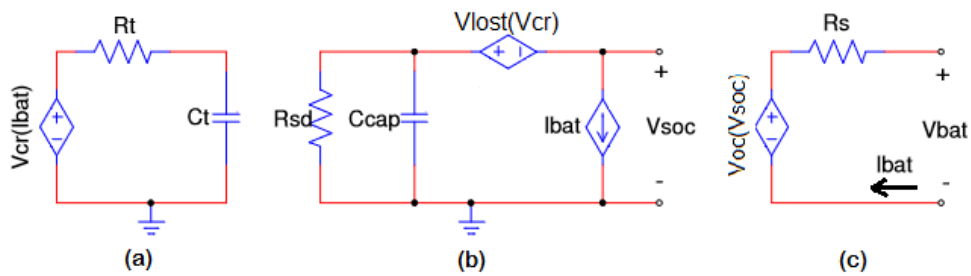 Rt
Vcr(Ibat)
Ct
(a)
Vlost(Vcr)
+ −
Rsd
Ccap
Ibat
+
Vsoc
-
(b)
Rs
Voc(Vsoc)
+
Vbat
Ibat
-
(c)